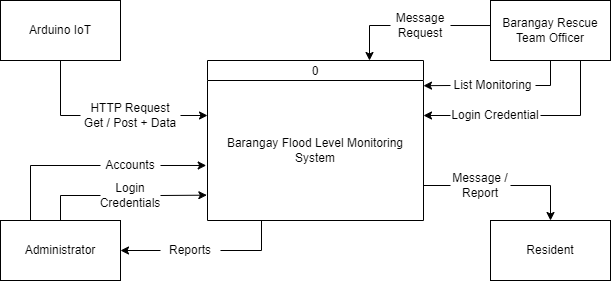 Arduino IoT
Message
Request
Barangay Rescue
Team Officer
0
List Monitoring
HTTP Request
Get / Post + Data
Login Credential
Barangay Flood Level Monitoring
System
Accounts
Login
Credentials
Message /
Report
Administrator
Reports
Resident